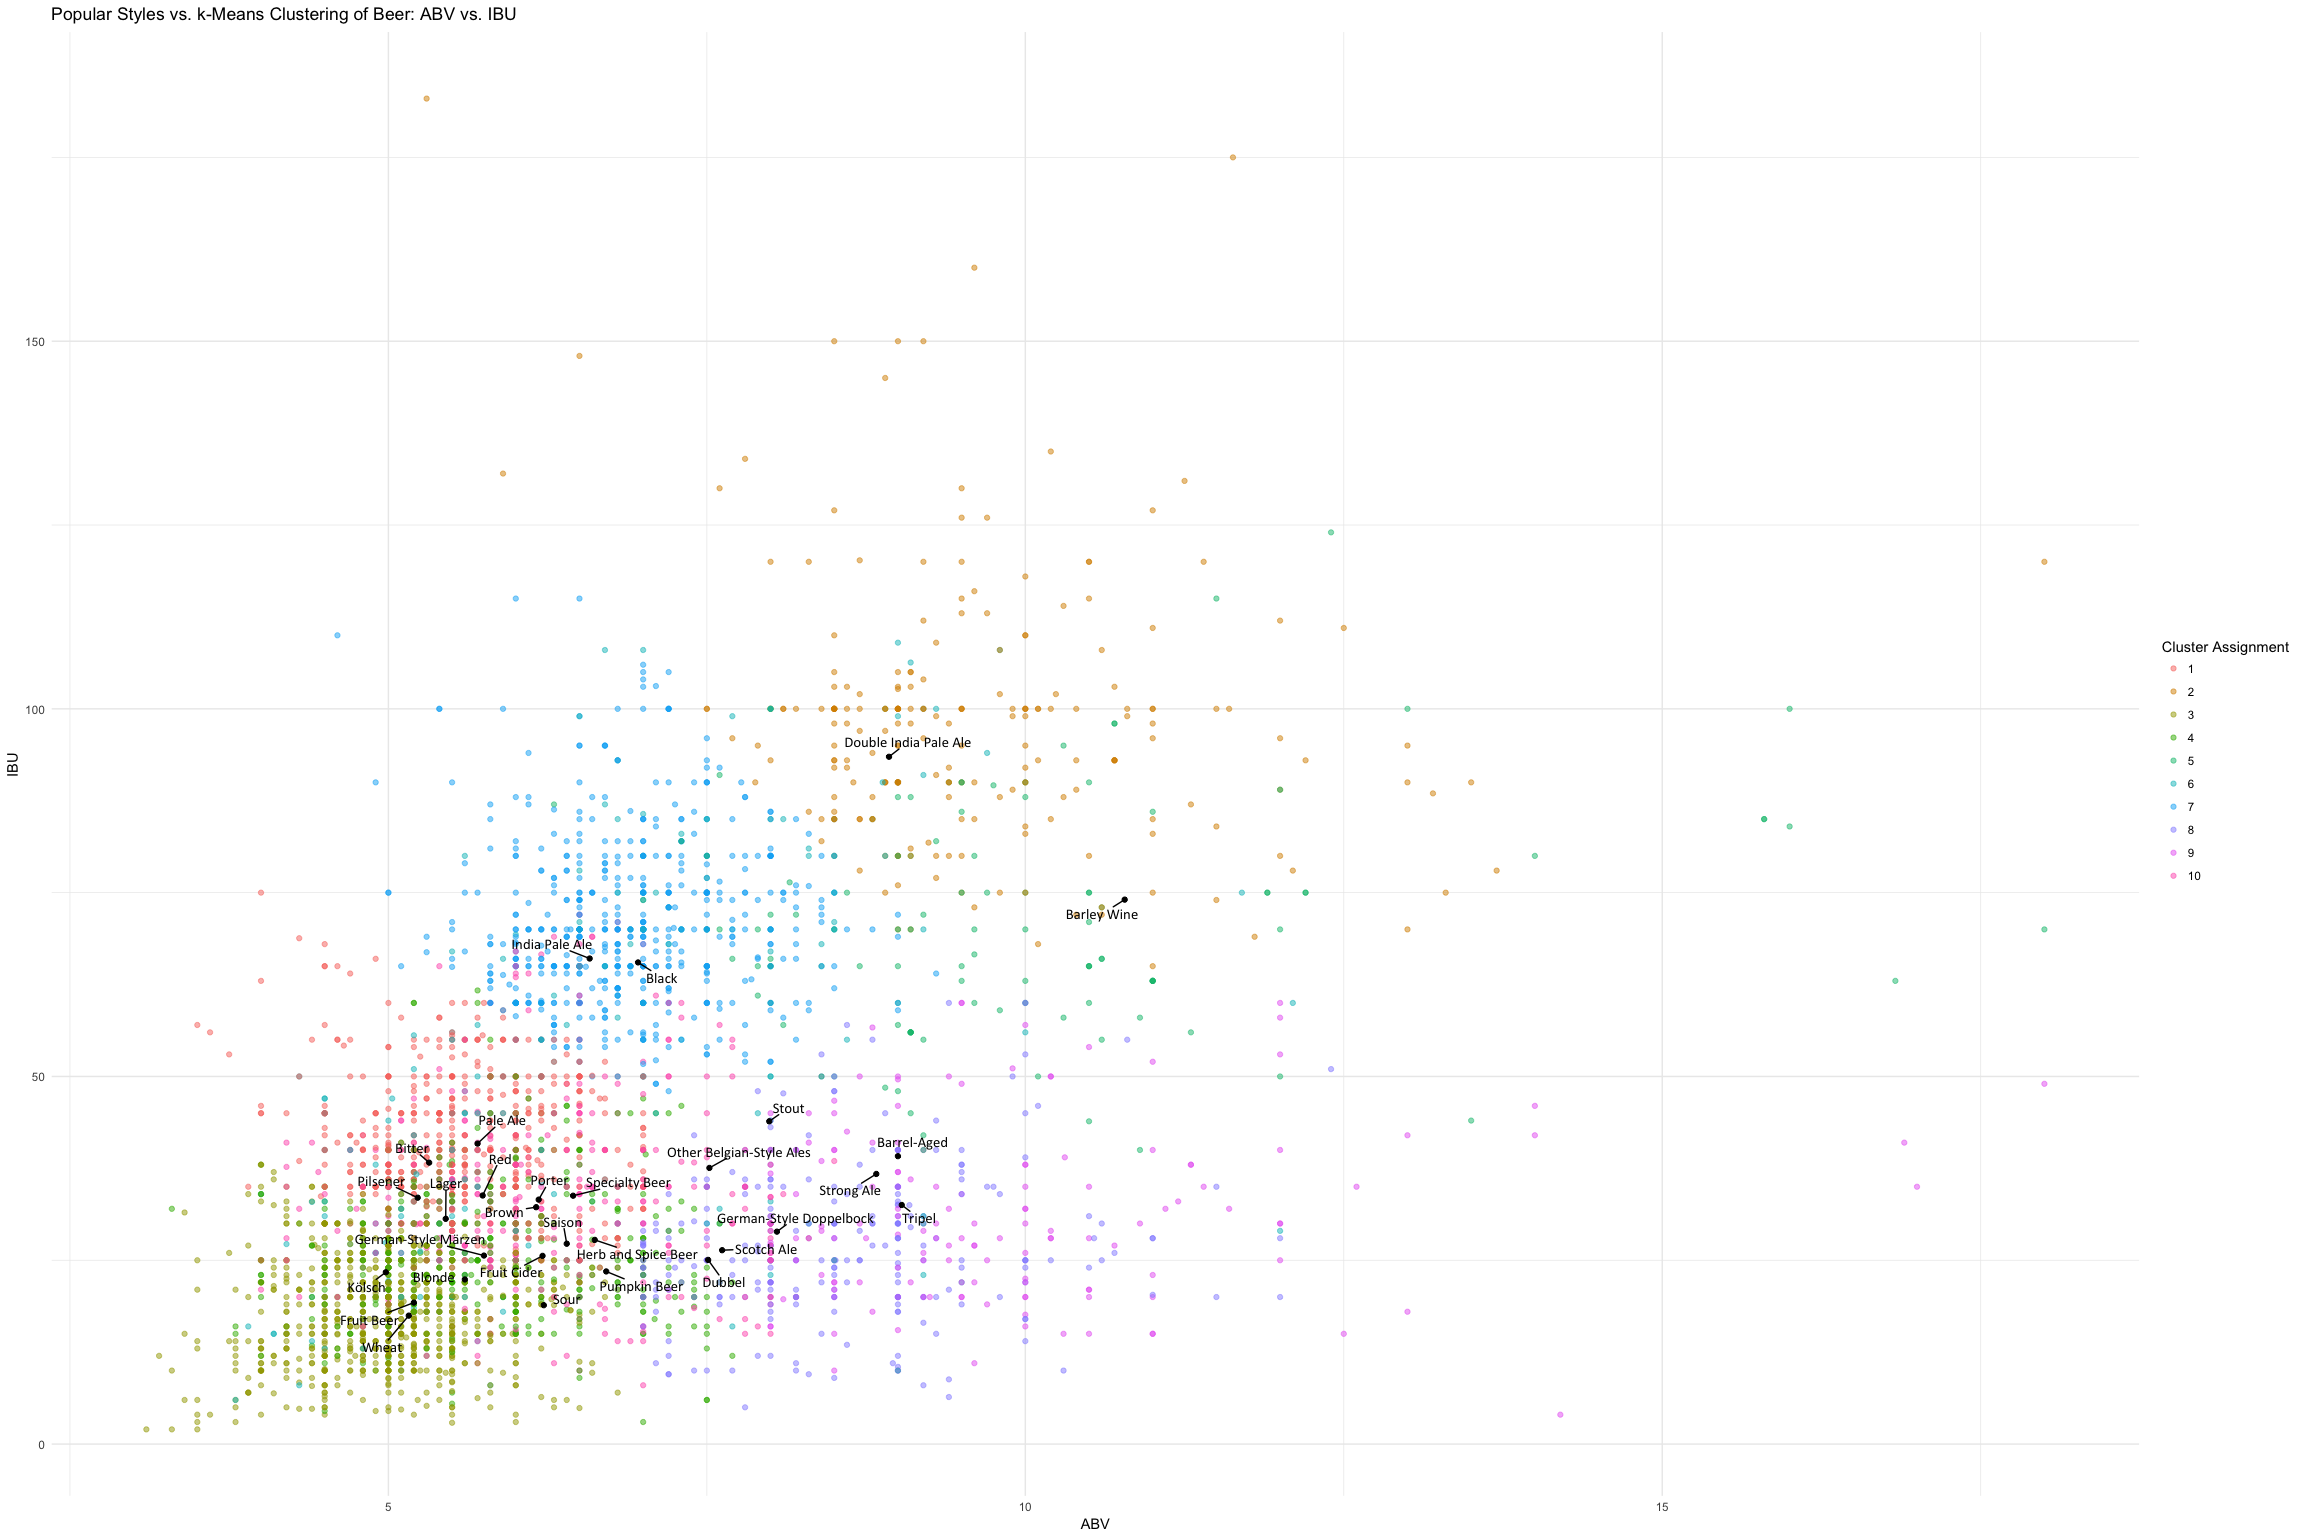 Popular Styles vs. k-Means Clustering of Beer: ABV vs. IBU
IBU
150
100
50
0
Double India Pale Ale
Barley Wine
India Pale Ale
Black
Stout
Pale Ale
Barrel-Aged
Bitter
Other Belgian-Style Ales
Red
Pilsener
Lager
Porter
Specialty Beer
Strong Ale
Brown
Saison
German-Style Doppelbock
Tripel
German-Style Märzen
Herb and Spice Beer
Scotch Ale
Fruit Cider
Blonde
Dubbel
Kölsch
Pumpkin Beer
Sour
Fruit Beer
Wheat
5
10
15
ABV
Cluster Assignment
1
2
3
4
5
6
7
8
9
10